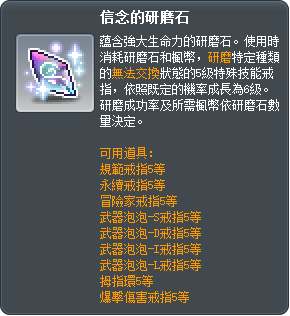 信念的研磨石
蘊含強大生命力的研磨石。使用時
消耗研磨石和楓幣，研磨特定種類
的無法交換狀態的5級特殊技能戒
指，依照既定的機率成長為6級。
研磨成功率及所需楓幣依研磨石數
量決定。
可用道具：
規範戒指5等
永續戒指5等
冒險家戒指5等
武器泡泡-S戒指5等
武器泡泡-D戒指5等
武器泡泡-I戒指5等
武器泡泡-L戒指5等
拇指環5等
爆擊傷害戒指5等